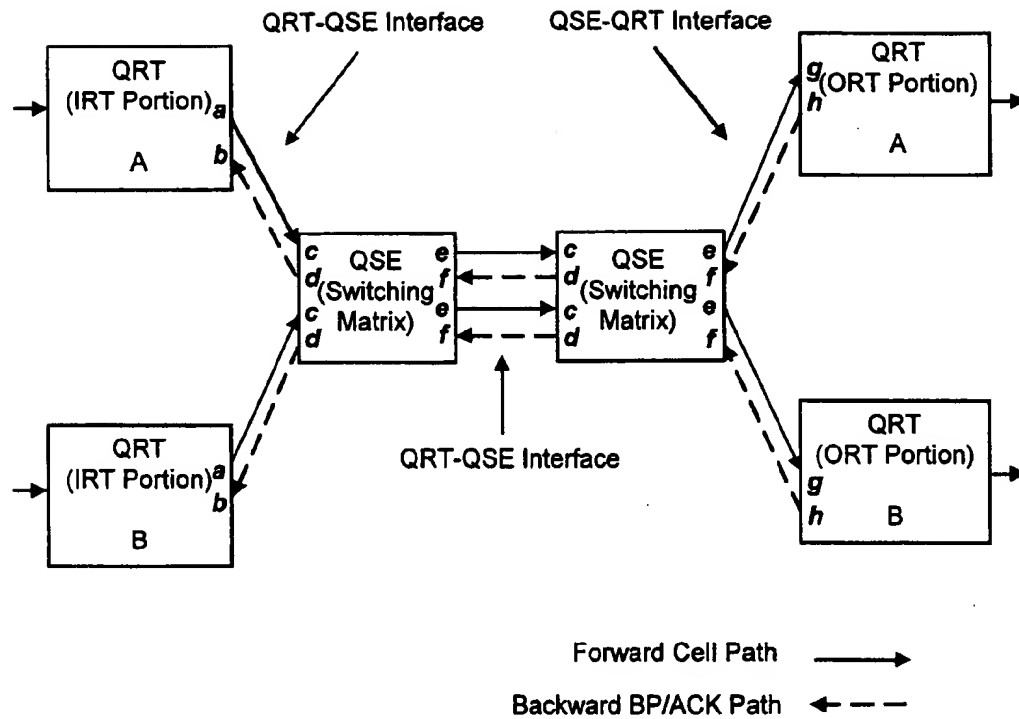 QRT-QSE Interface
QSE-QRT Interface
QRT
(IRT Portion)
a
b
A
QRT
(ORT Portion)
g
h
A
c
d
c
d
QSE
(Switching
Matrix)
e
f
e
f
c
d
c
d
QSE
(Switching
Matrix)
e
f
e
f
QRT-QSE Interface
QRT
(IRT Portion)
a
b
B
QRT
(ORT Portion)
g
h
B
Forward Cell Path
Backward BP/ACK Path